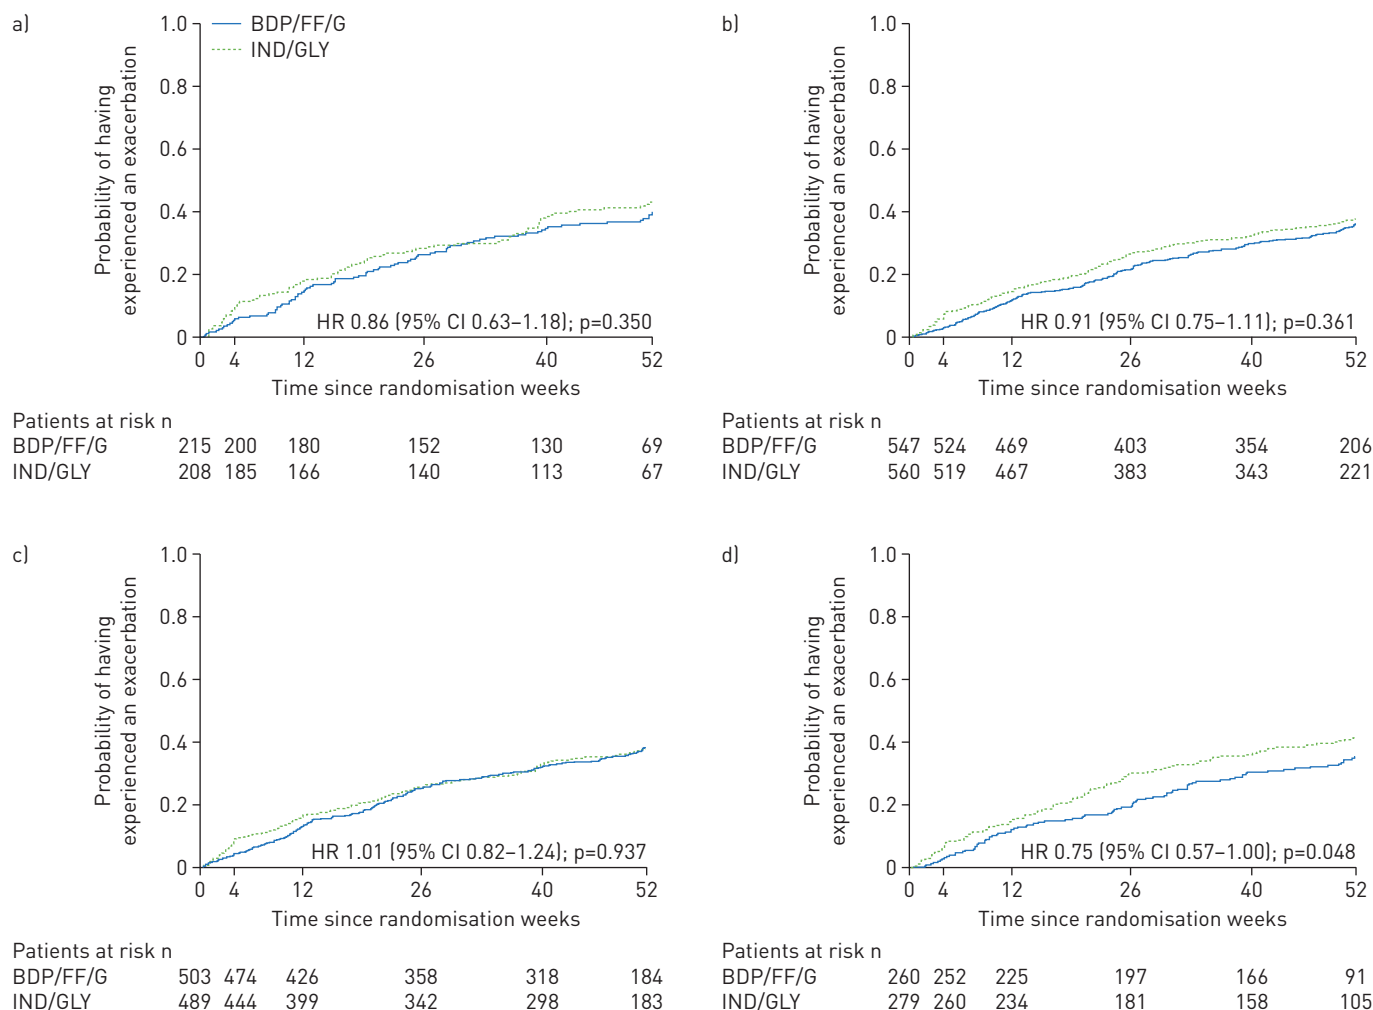 a)
BDP/FF/G
IND/GLY
Probability of having
experienced an exacerbation
1.0
0.8
0.6
0.4
0.2
0
HR 0.86 (95% CI 0.63–1.18); p=0.350
0 4 12 26 40 52
Time since randomisation weeks
Patients at risk n
BDP/FF/G 215 200 180 152 130 69
IND/GLY 208 185 166 140 113 67
b)
Probability of having
experienced an exacerbation
1.0
0.8
0.6
0.4
0.2
0
HR 0.91 (95% CI 0.75–1.11); p=0.361
0 4 12 26 40 52
Time since randomisation weeks
Patients at risk n
BDP/FF/G 547 524 469 403 354 206
IND/GLY 560 519 467 383 343 221
c)
Probability of having
experienced an exacerbation
1.0
0.8
0.6
0.4
0.2
0
HR 1.01 (95% CI 0.82–1.24); p=0.937
0 4 12 26 40 52
Time since randomisation weeks
Patients at risk n
BDP/FF/G 503 474 426 358 318 184
IND/GLY 489 444 399 342 298 183
d)
Probability of having
experienced an exacerbation
1.0
0.8
0.6
0.4
0.2
0
HR 0.75 (95% CI 0.57–1.00); p=0.048
0 4 12 26 40 52
Time since randomisation weeks
Patients at risk n
BDP/FF/G 260 252 225 197 166 91
IND/GLY 279 260 234 181 158 105